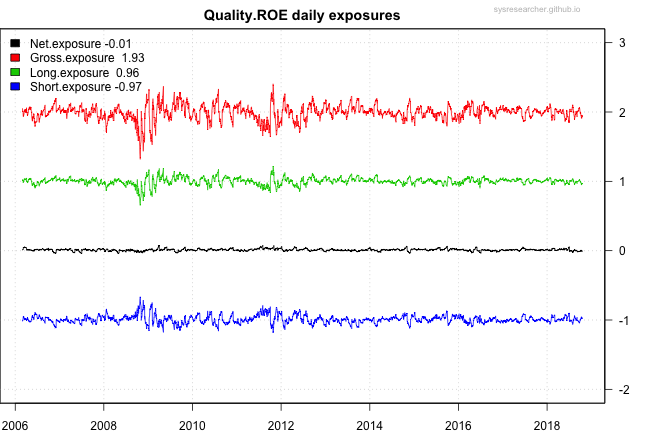 Quality.ROE daily exposures
sysresearcher.github.io
Net.exposure -0.01
Gross.exposure 1.93
Long.exposure 0.96
Short.exposure -0.97
3
2
1
0
-1
-2
2006 2008 2010 2012 2014 2016 2018